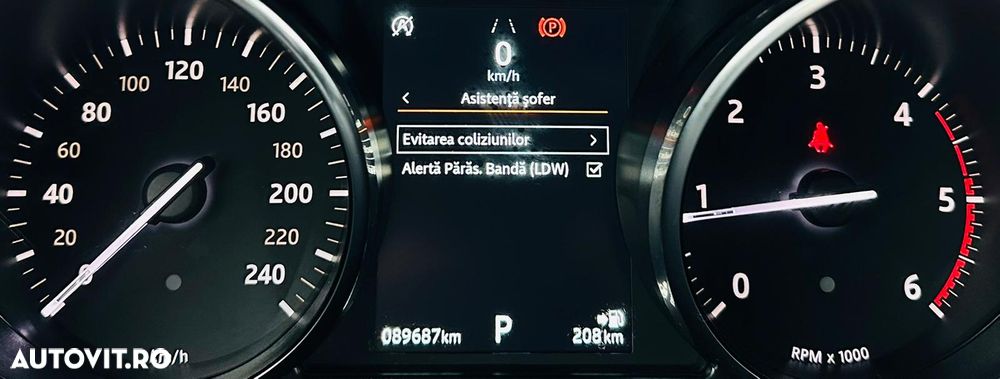 20
40
60
80
100
120
140
160
180
200
220
240
0
km/h
Asistență șofer
Evitarea coliziunilor
Alertă Părăs. Bandă (LDW)
089687km P 208km
0
1
2
3
4
5
6
RPM x 1000
(P)
AUTOVIT.RO